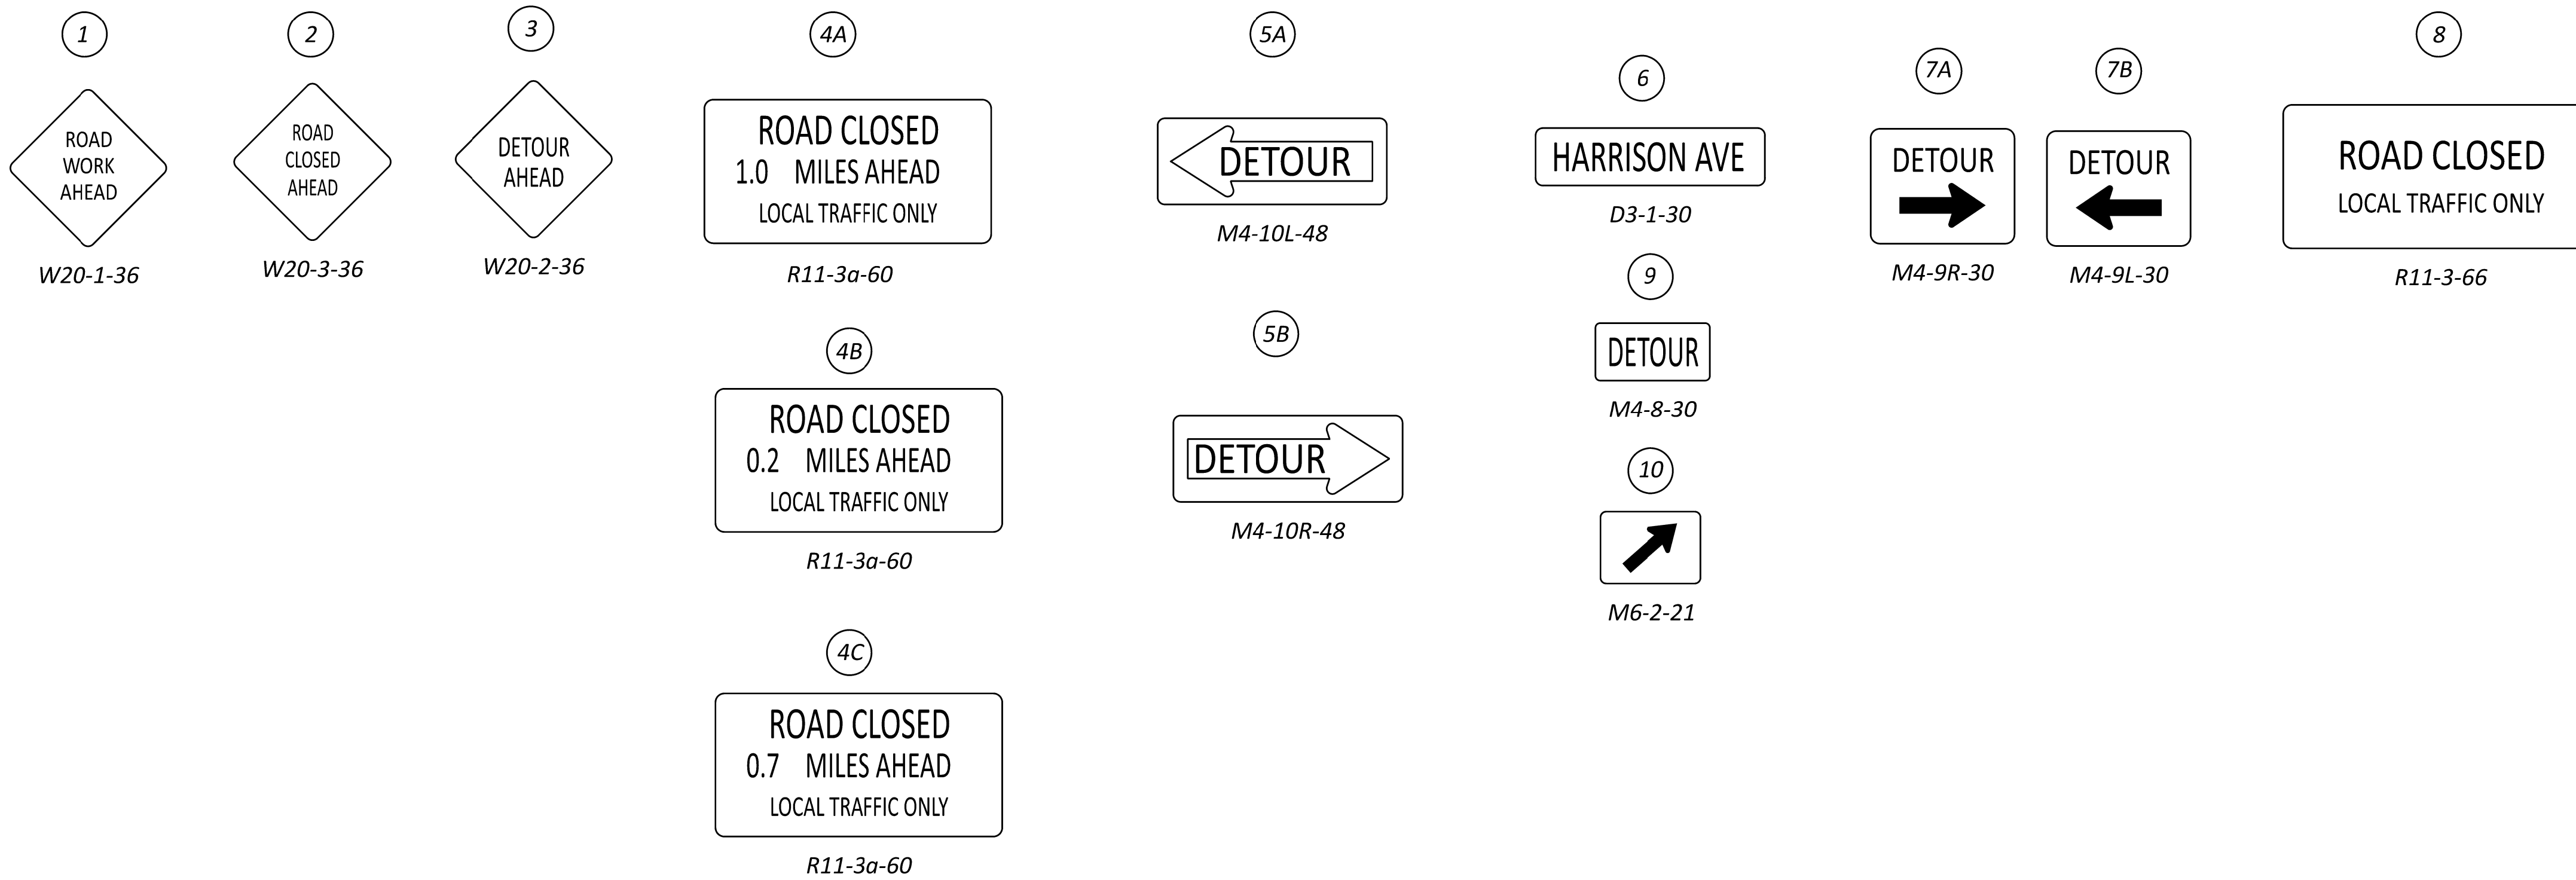 1
ROAD
WORK
AHEAD
W20-1-36
2
ROAD
CLOSED
AHEAD
W20-3-36
3
DETOUR
AHEAD
W20-2-36
4A
ROAD CLOSED
1.0 MILES AHEAD
LOCAL TRAFFIC ONLY
R11-3a-60
4B
ROAD CLOSED
0.2 MILES AHEAD
LOCAL TRAFFIC ONLY
R11-3a-60
4C
ROAD CLOSED
0.7 MILES AHEAD
LOCAL TRAFFIC ONLY
R11-3a-60
5A
DETOUR
M4-10L-48
5B
DETOUR
M4-10R-48
6
HARRISON AVE
D3-1-30
9
DETOUR
M4-8-30
10
M6-2-21
7A
DETOUR
M4-9R-30
7B
DETOUR
M4-9L-30
8
ROAD CLOSED
LOCAL TRAFFIC ONLY
R11-3-66